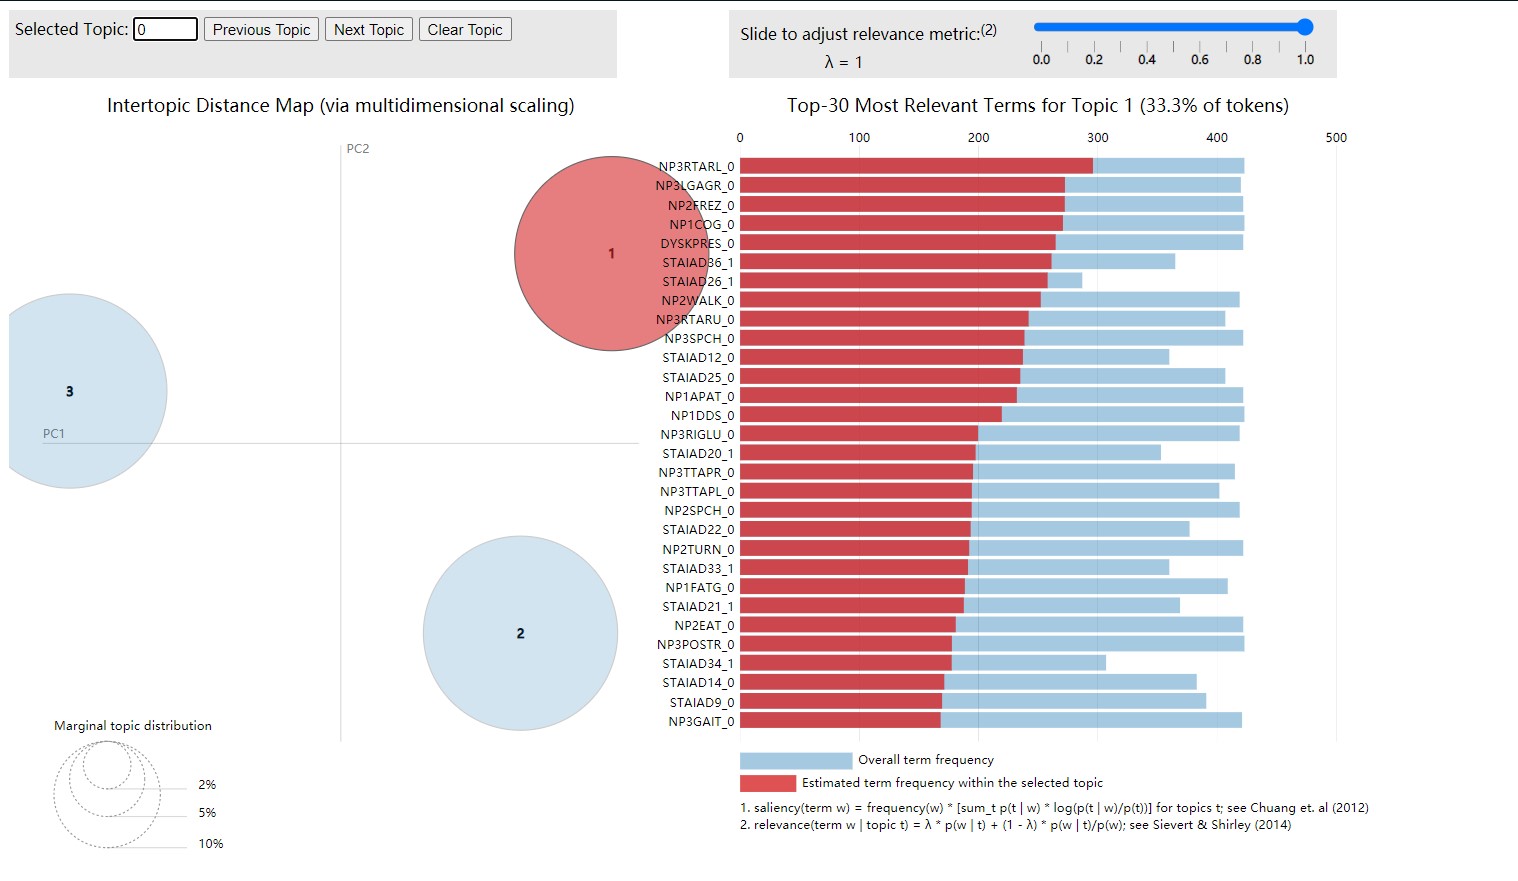 Selected Topic: 0 Previous Topic Next Topic Clear Topic
Slide to adjust relevance metric:(2)
λ = 1
0.0 0.2 0.4 0.6 0.8 1.0
Intertopic Distance Map (via multidimensional scaling)
PC2
1
3
PC1
2
Marginal topic distribution
2%
5%
10%
Top-30 Most Relevant Terms for Topic 1 (33.3% of tokens)
0 100 200 300 400 500
NP3RTARL_0
NP3LGAGR_0
NP2FREZ_0
NP1COG_0
DYSKPRES_0
STAIAD36_1
STAIAD26_1
NP2WALK_0
NP3RTARU_0
NP3SPCH_0
STAIAD12_0
STAIAD25_0
NP1APAT_0
NP1DDS_0
NP3RIGLU_0
STAIAD20_1
NP3TTAPR_0
NP3TTAPL_0
NP2SPCH_0
STAIAD22_0
NP2TURN_0
STAIAD33_1
NP1FATG_0
STAIAD21_1
NP2EAT_0
NP3POSTR_0
STAIAD34_1
STAIAD14_0
STAIAD9_0
NP3GAIT_0
Overall term frequency
Estimated term frequency within the selected topic
1. saliency(term w) = frequency(w) * [sum_t p(t | w) * log(p(t | w)/p(t))] for topics t; see Chuang et. al (2012)
2. relevance(term w | topic t) = λ * p(w | t) + (1 - λ) * p(w | t)/p(w); see Sievert & Shirley (2014)